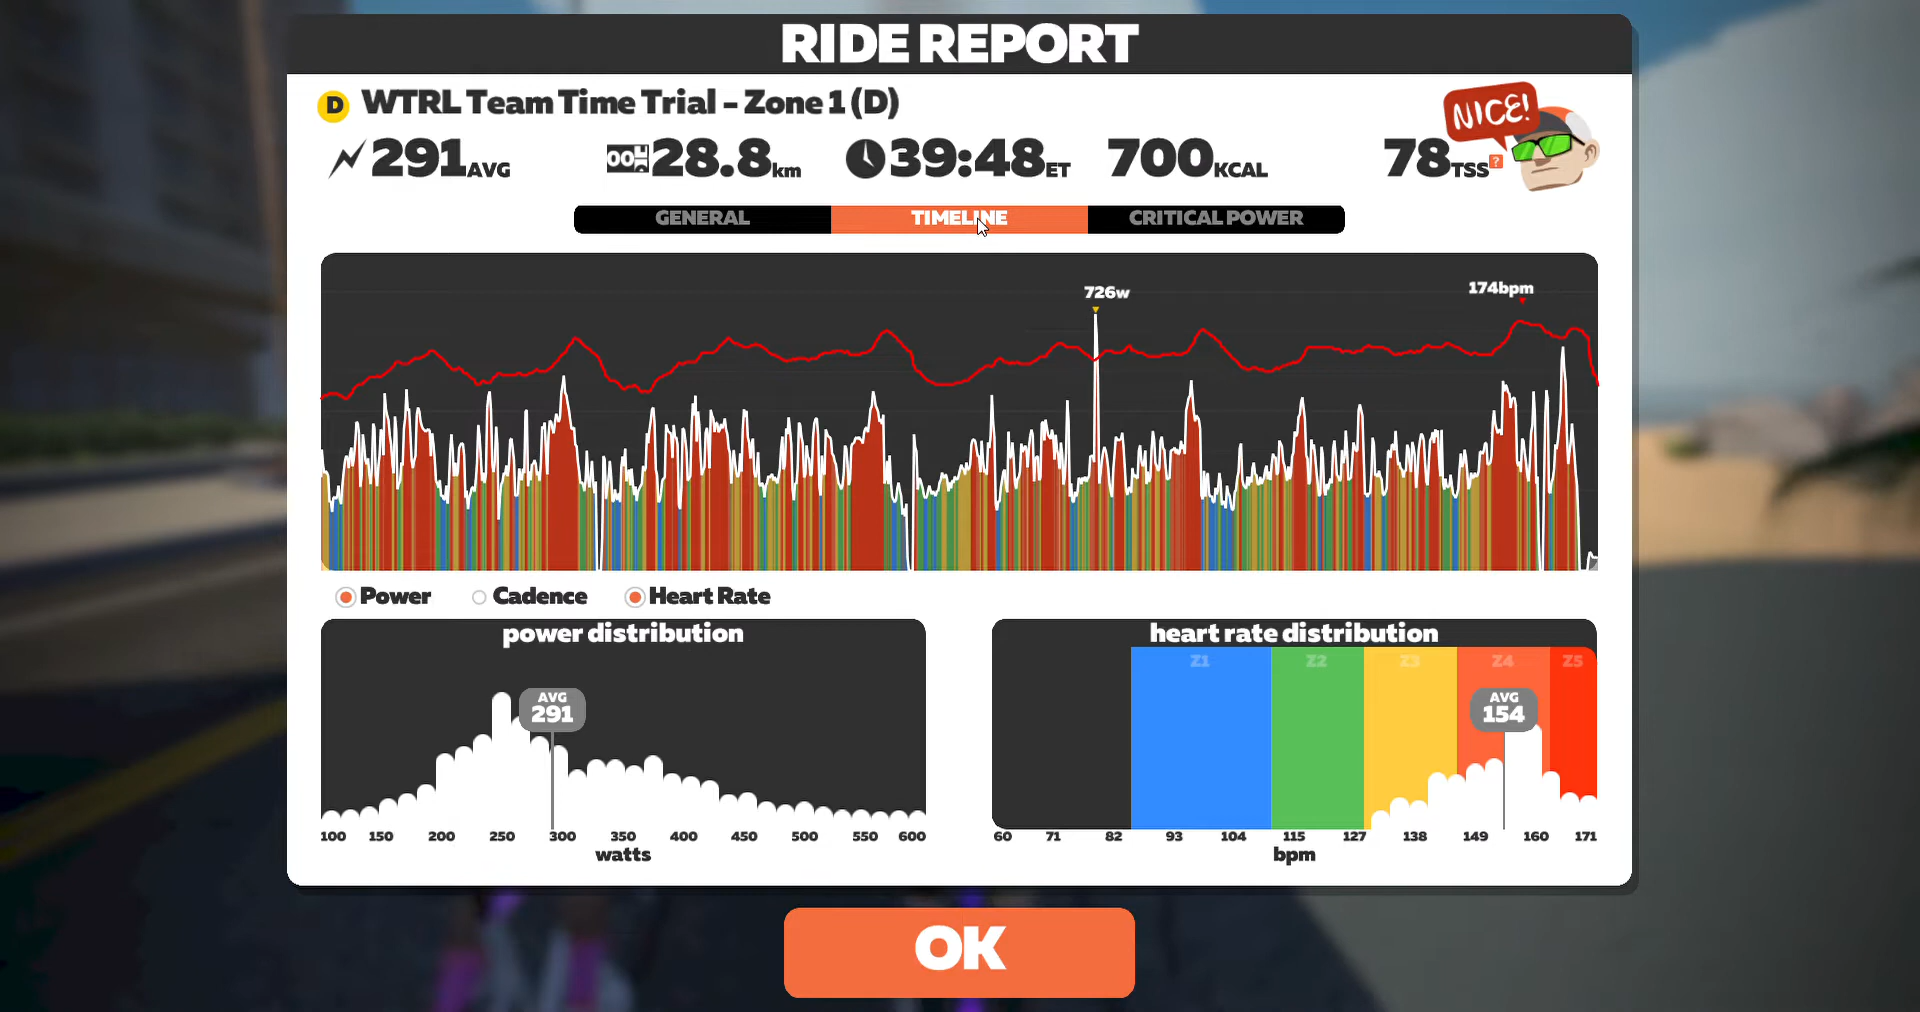 RIDE REPORT
D WTRL Team Time Trial - Zone 1 (D)
NICE!
291AVG 28.8km 39:48ET 700KCAL 78TSS ?
GENERAL TIMELINE CRITICAL POWER
726w 174bpm
Power Cadence Heart Rate
power distribution
AVG
291
100 150 200 250 300 350 400 450 500 550 600
watts
heart rate distribution
Z1 Z2 Z3 Z4 Z5
AVG
154
60 71 82 93 104 115 127 138 149 160 171
bpm
OK